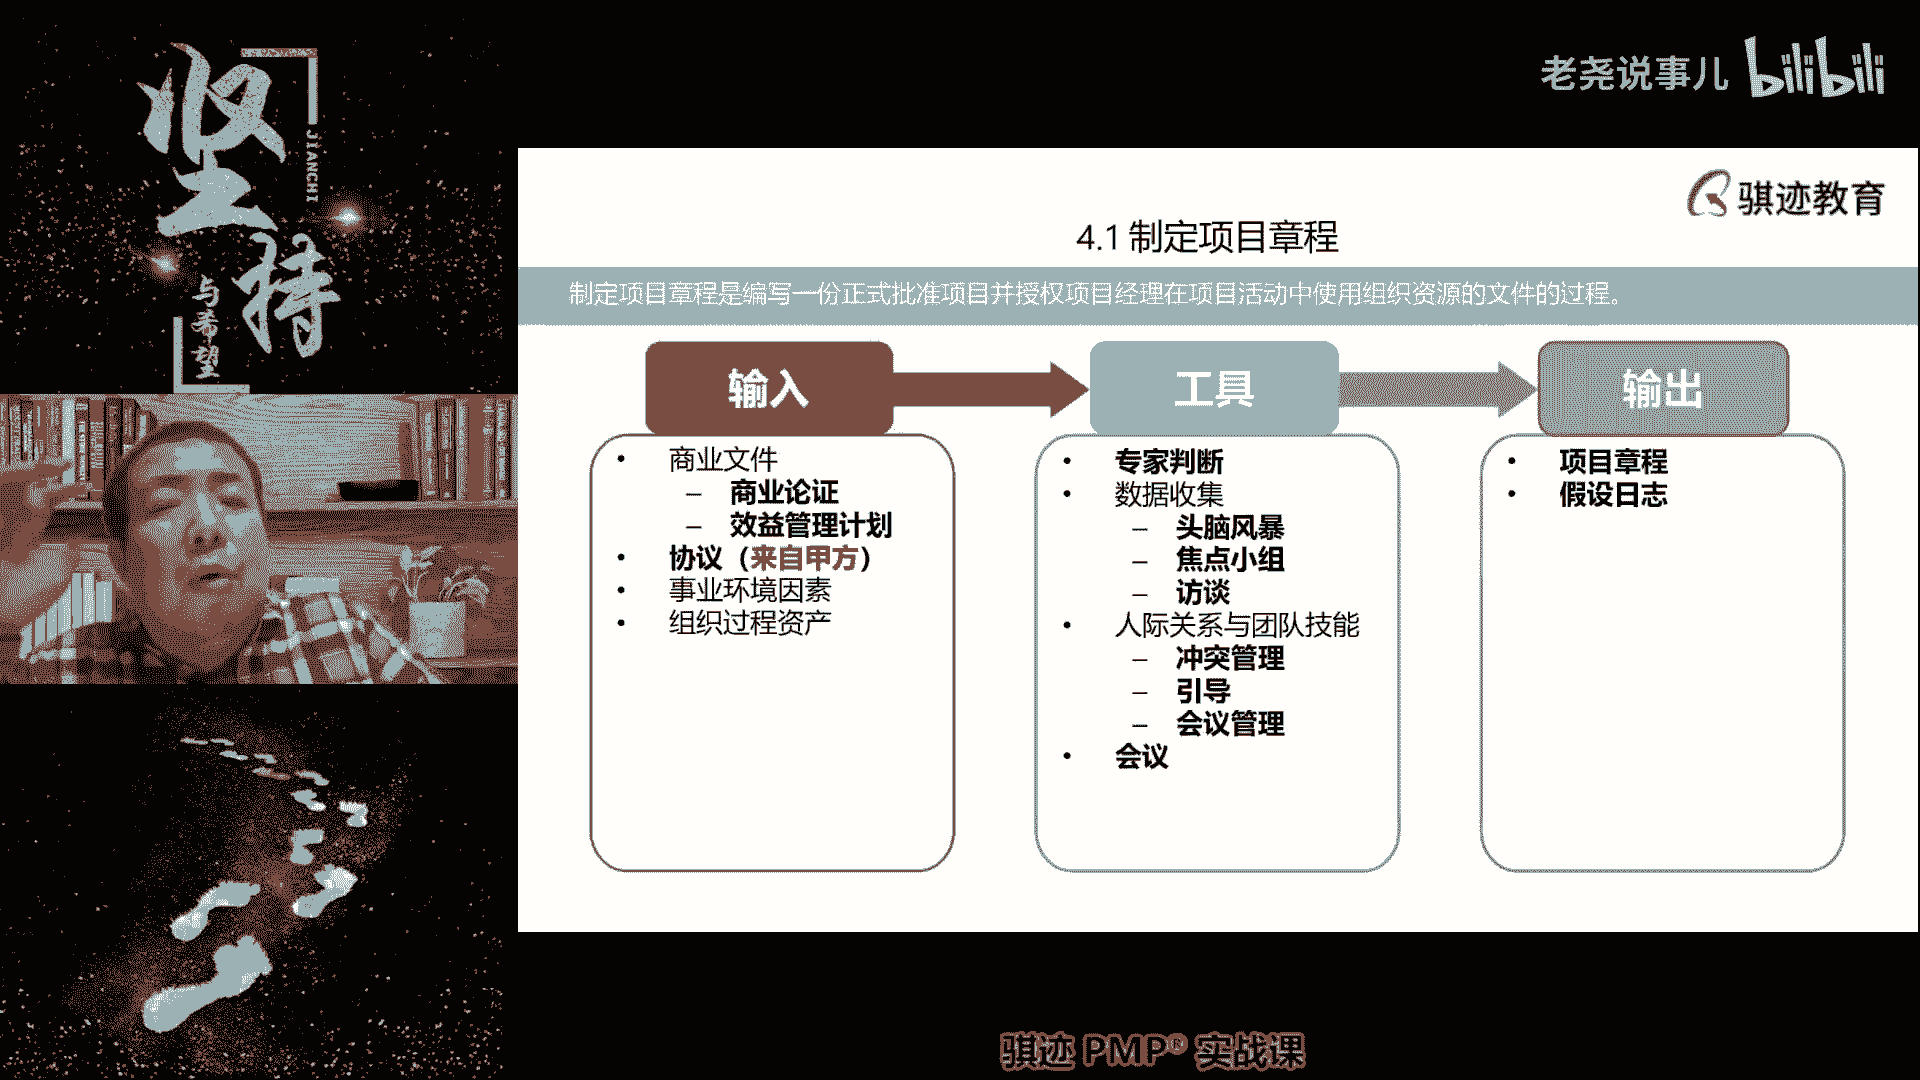 坚持
JIANCHI
与希望
老尧说事儿 bilibili
骐迹教育
4.1 制定项目章程
制定项目章程是编写一份正式批准项目并授权项目经理在项目活动中使用组织资源的文件的过程。
输入
• 商业文件
– 商业论证
– 效益管理计划
• 协议（来自甲方）
• 事业环境因素
• 组织过程资产
工具
• 专家判断
• 数据收集
– 头脑风暴
– 焦点小组
– 访谈
• 人际关系与团队技能
– 冲突管理
– 引导
– 会议管理
• 会议
输出
• 项目章程
• 假设日志
骐迹 PMP® 实战课